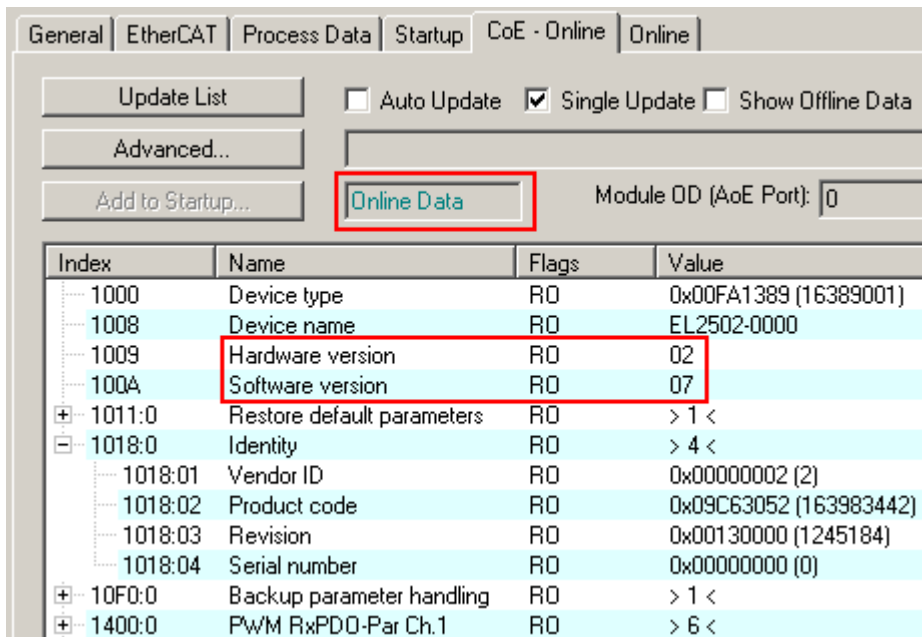 General EtherCAT Process Data Startup CoE - Online Online
Update List Auto Update Single Update Show Offline Data
Advanced...
Add to Startup... Online Data Module OD (AoE Port): 0
Index Name Flags Value
1000 Device type RO 0x00FA1389 (16389001)
1008 Device name RO EL2502-0000
1009 Hardware version RO 02
100A Software version RO 07
1011:0 Restore default parameters RO > 1 <
1018:0 Identity RO > 4 <
1018:01 Vendor ID RO 0x00000002 (2)
1018:02 Product code RO 0x09C63052 (163983442)
1018:03 Revision RO 0x00130000 (1245184)
1018:04 Serial number RO 0x00000000 (0)
10F0:0 Backup parameter handling RO > 1 <
1400:0 PWM RxPDO-Par Ch.1 RO > 6 <